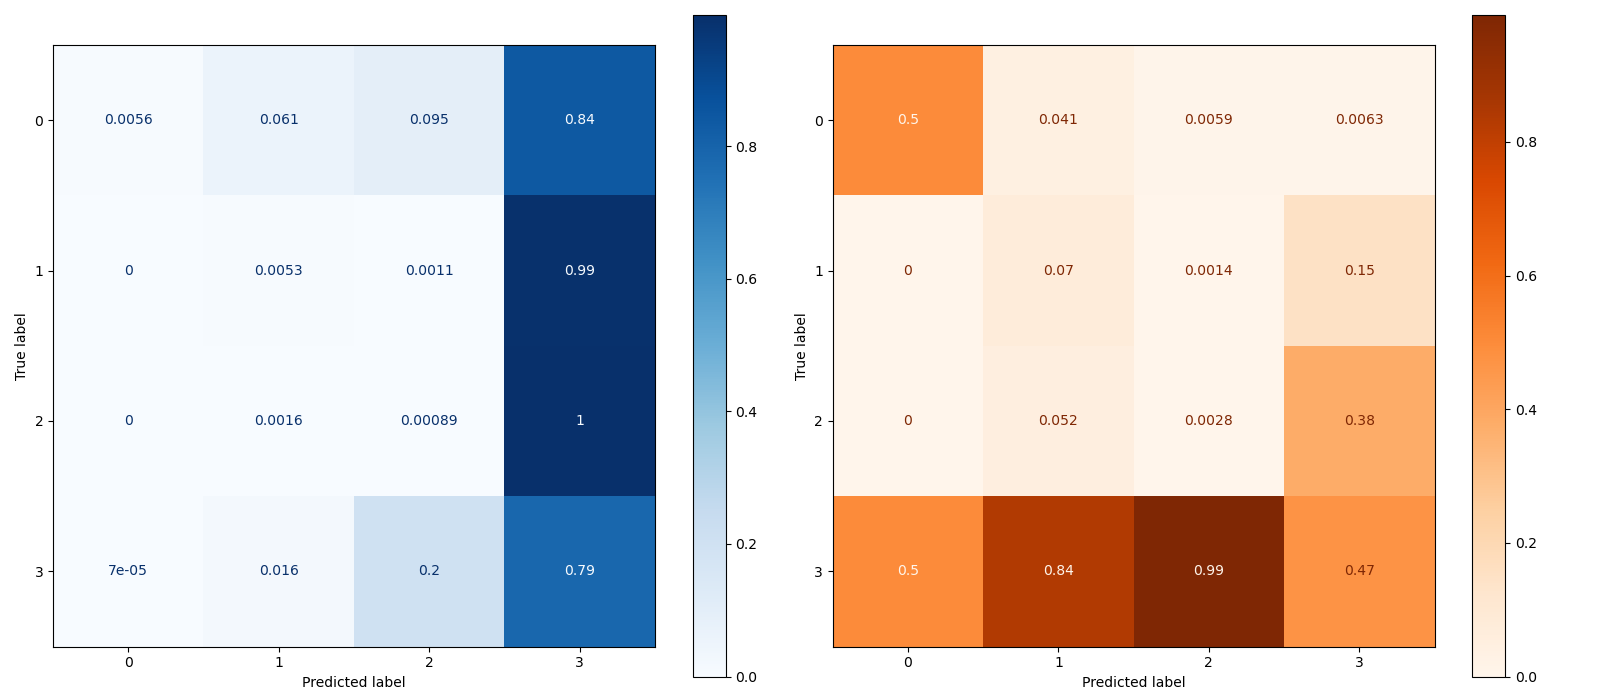 0 0.0056 0.061 0.095 0.84
1 0 0.0053 0.0011 0.99
2 0 0.0016 0.00089 1
3 7e-05 0.016 0.2 0.79
0 1 2 3
True label
Predicted label
0.8
0.6
0.4
0.2
0.0
0 0.5 0.041 0.0059 0.0063
1 0 0.07 0.0014 0.15
2 0 0.052 0.0028 0.38
3 0.5 0.84 0.99 0.47
0 1 2 3
True label
Predicted label
0.8
0.6
0.4
0.2
0.0